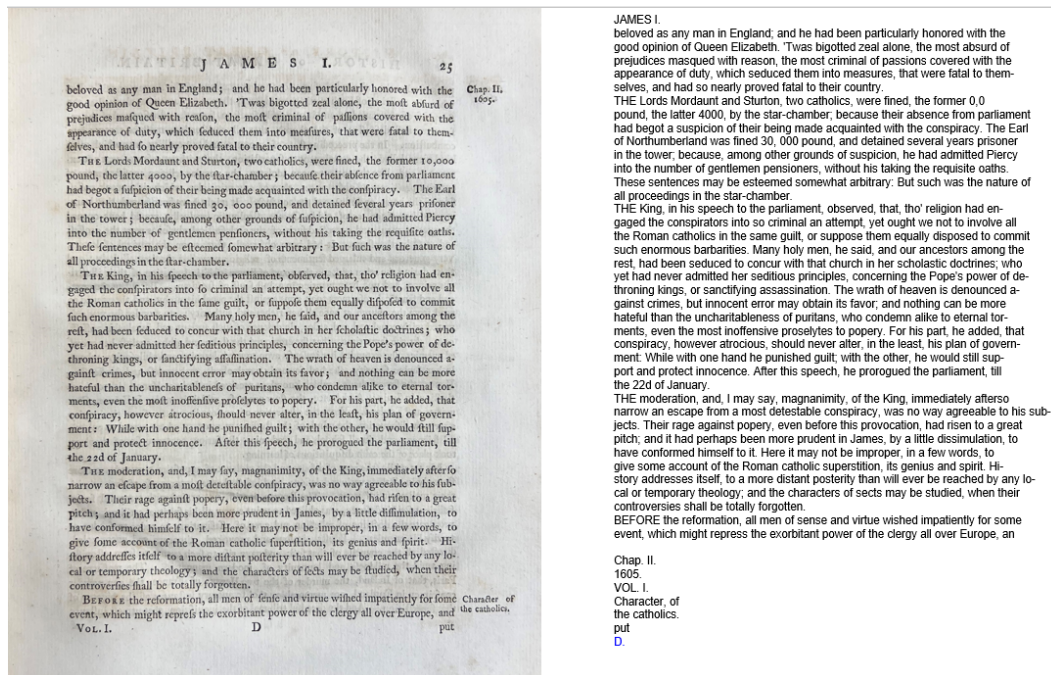 JAMES I. 25
beloved as any man in England; and he had been particularly honored with the
good opinion of Queen Elizabeth. 'Twas bigotted zeal alone, the moſt abſurd of
prejudices maſqued with reaſon, the moſt criminal of paſſions covered with the
appearance of duty, which ſeduced them into meaſures, that were fatal to them-
ſelves, and had ſo nearly proved fatal to their country.
THE Lords Mordaunt and Sturton, two catholics, were fined, the former 10,000
pound, the latter 4000, by the ſtar-chamber; becauſe their abſence from parliament
had begot a ſuſpicion of their being made acquainted with the conſpiracy. The Earl
of Northumberland was fined 30, 000 pound, and detained ſeveral years priſoner
in the tower; becauſe, among other grounds of ſuſpicion, he had admitted Piercy
into the number of gentlemen penſioners, without his taking the requiſite oaths.
Theſe ſentences may be eſteemed ſomewhat arbitrary: But ſuch was the nature of
all proceedings in the ſtar-chamber.
THE King, in his ſpeech to the parliament, obſerved, that, tho' religion had en-
gaged the conſpirators into ſo criminal an attempt, yet ought we not to involve all
the Roman catholics in the ſame guilt, or ſuppoſe them equally diſpoſed to commit
ſuch enormous barbarities. Many holy men, he ſaid, and our anceſtors among the
reſt, had been ſeduced to concur with that church in her ſcholaſtic doctrines; who
yet had never admitted her ſeditious principles, concerning the Pope's power of de-
throning kings, or ſanctifying aſſaſſination. The wrath of heaven is denounced a-
gainſt crimes, but innocent error may obtain its favor; and nothing can be more
hateful than the uncharitableneſs of puritans, who condemn alike to eternal tor-
ments, even the moſt inoffenſive proſelytes to popery. For his part, he added, that
conſpiracy, however atrocious, ſhould never alter, in the leaſt, his plan of govern-
ment: While with one hand he puniſhed guilt; with the other, he would ſtill ſup-
port and protect innocence. After this ſpeech, he prorogued the parliament, till
the 22d of January.
THE moderation, and, I may ſay, magnanimity, of the King, immediately afterſo
narrow an eſcape from a moſt deteſtable conſpiracy, was no way agreeable to his ſub-
jects. Their rage againſt popery, even before this provocation, had riſen to a great
pitch; and it had perhaps been more prudent in James, by a little diſſimulation, to
have conformed himſelf to it. Here it may not be improper, in a few words, to
give ſome account of the Roman catholic ſuperſtition, its genius and ſpirit. Hi-
ſtory addreſſes itſelf to a more diſtant poſterity than will ever be reached by any lo-
cal or temporary theology; and the characters of ſects may be ſtudied, when their
controverſies ſhall be totally forgotten.
BEFORE the reformation, all men of ſenſe and virtue wiſhed impatiently for ſome
event, which might repreſs the exorbitant power of the clergy all over Europe, and
VOL. I. D put
Chap. II.
1605.
Character of
the catholics.
JAMES I.
beloved as any man in England; and he had been particularly honored with the
good opinion of Queen Elizabeth. 'Twas bigotted zeal alone, the most absurd of
prejudices masqued with reason, the most criminal of passions covered with the
appearance of duty, which seduced them into measures, that were fatal to them-
selves, and had so nearly proved fatal to their country.
THE Lords Mordaunt and Sturton, two catholics, were fined, the former 0,0
pound, the latter 4000, by the star-chamber; because their absence from parliament
had begot a suspicion of their being made acquainted with the conspiracy. The Earl
of Northumberland was fined 30, 000 pound, and detained several years prisoner
in the tower; because, among other grounds of suspicion, he had admitted Piercy
into the number of gentlemen pensioners, without his taking the requisite oaths.
These sentences may be esteemed somewhat arbitrary: But such was the nature of
all proceedings in the star-chamber.
THE King, in his speech to the parliament, observed, that, tho' religion had en-
gaged the conspirators into so criminal an attempt, yet ought we not to involve all
the Roman catholics in the same guilt, or suppose them equally disposed to commit
such enormous barbarities. Many holy men, he said, and our ancestors among the
rest, had been seduced to concur with that church in her scholastic doctrines; who
yet had never admitted her seditious principles, concerning the Pope's power of de-
throning kings, or sanctifying assassination. The wrath of heaven is denounced a-
gainst crimes, but innocent error may obtain its favor; and nothing can be more
hateful than the uncharitableness of puritans, who condemn alike to eternal tor-
ments, even the most inoffensive proselytes to popery. For his part, he added, that
conspiracy, however atrocious, should never alter, in the least, his plan of govern-
ment: While with one hand he punished guilt; with the other, he would still sup-
port and protect innocence. After this speech, he prorogued the parliament, till
the 22d of January.
THE moderation, and, I may say, magnanimity, of the King, immediately afterso
narrow an escape from a most detestable conspiracy, was no way agreeable to his sub-
jects. Their rage against popery, even before this provocation, had risen to a great
pitch; and it had perhaps been more prudent in James, by a little dissimulation, to
have conformed himself to it. Here it may not be improper, in a few words, to
give some account of the Roman catholic superstition, its genius and spirit. Hi-
story addresses itself, to a more distant posterity than will ever be reached by any lo-
cal or temporary theology; and the characters of sects may be studied, when their
controversies shall be totally forgotten.
BEFORE the reformation, all men of sense and virtue wished impatiently for some
event, which might repress the exorbitant power of the clergy all over Europe, an
Chap. II.
1605.
VOL. I.
Character, of
the catholics.
put
D.